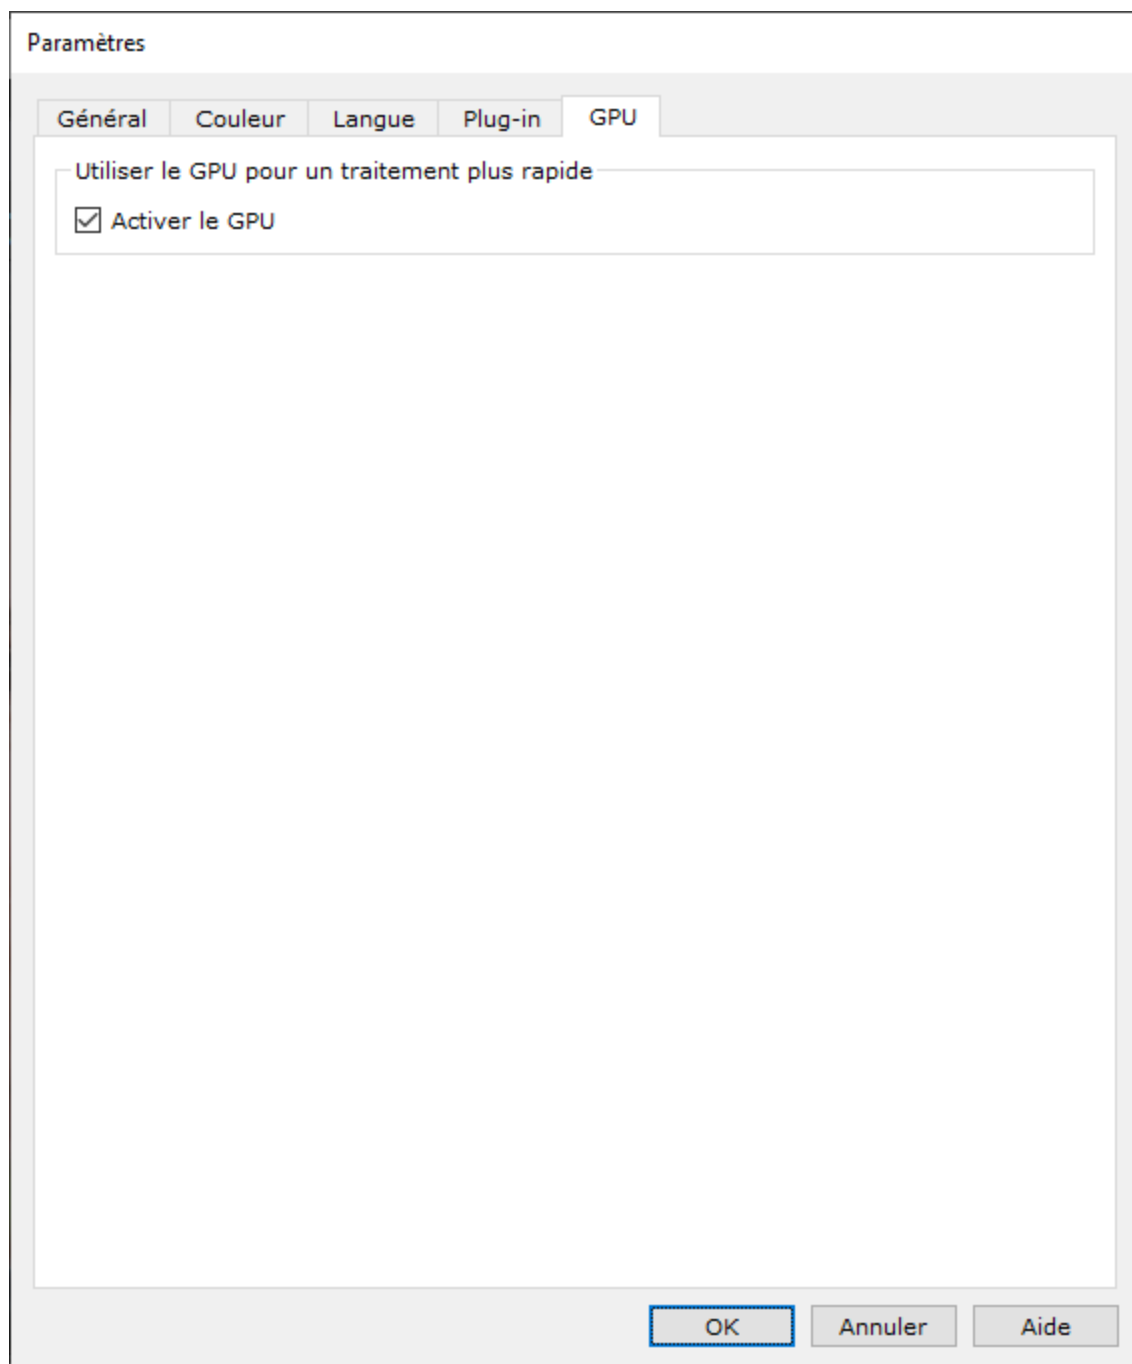 Paramètres
Général Couleur Langue Plug-in GPU
Utiliser le GPU pour un traitement plus rapide
Activer le GPU
OK Annuler Aide